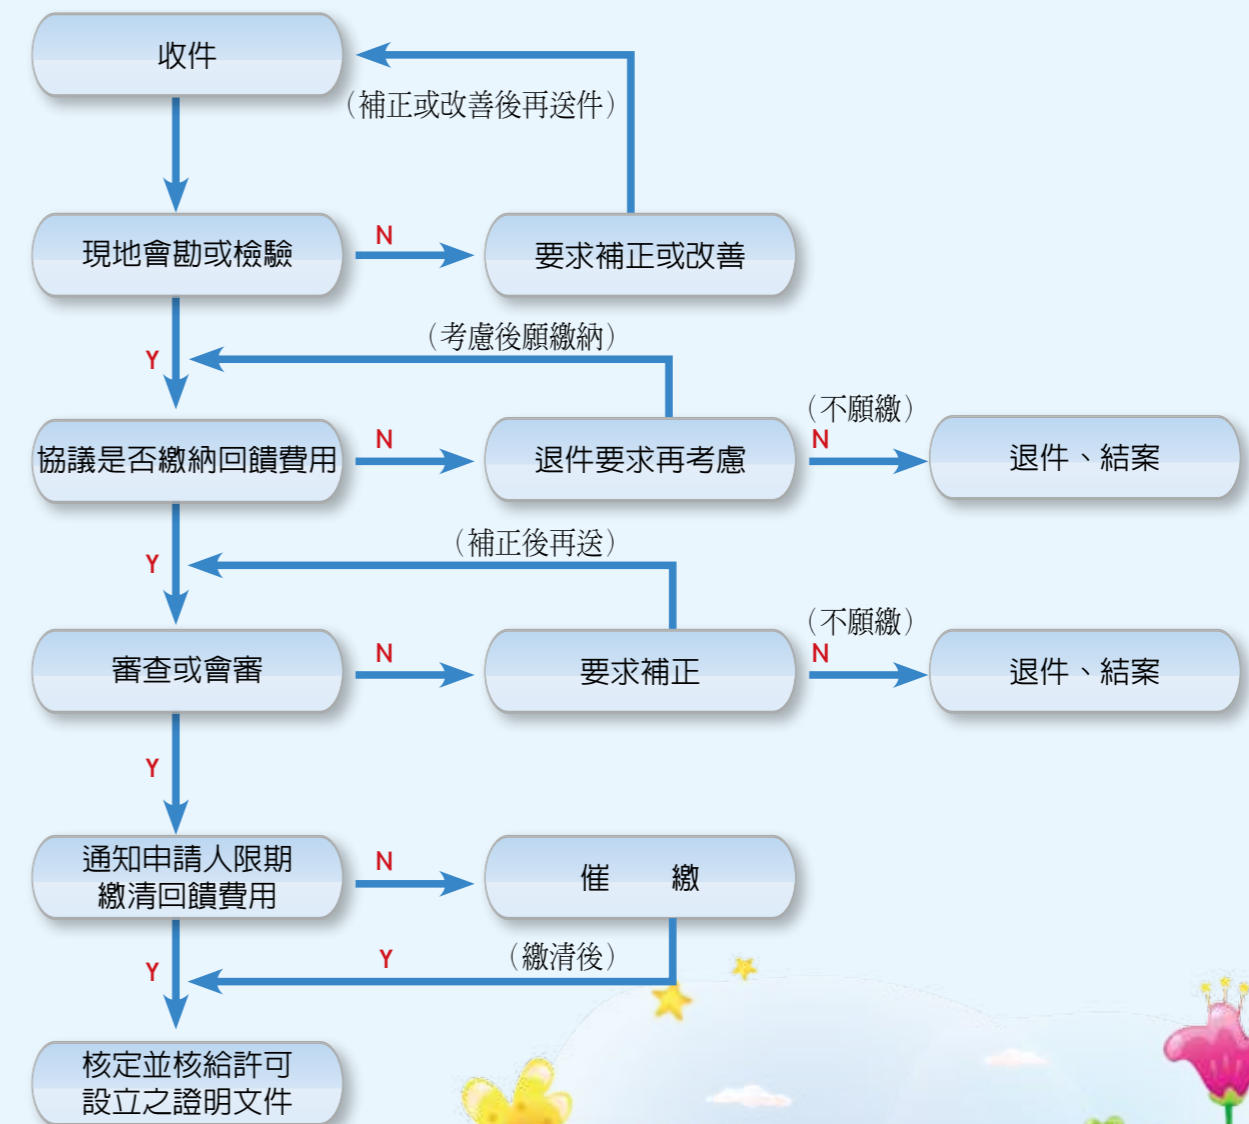 收件
（補正或改善後再送件）
現地會勘或檢驗
N
要求補正或改善
（考慮後願繳納）
Y
（不願繳）
協議是否繳納回饋費用
N
退件要求再考慮
N
退件、結案
（補正後再送）
Y
（不願繳）
審查或會審
N
要求補正
N
退件、結案
Y
通知申請人限期
繳清回饋費用
N
催 繳
Y
Y
（繳清後）
核定並核給許可
設立之證明文件